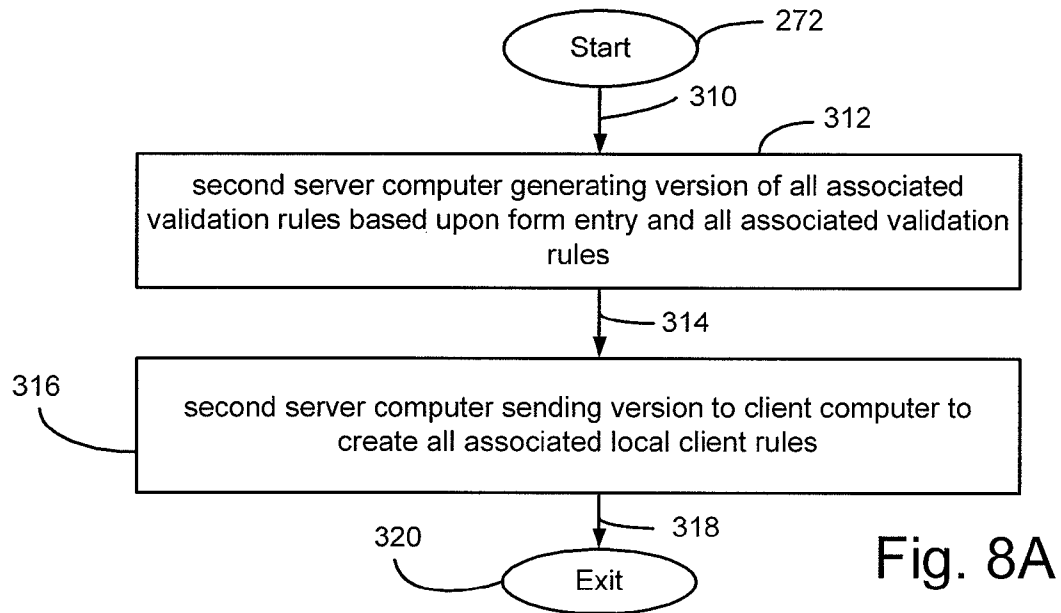 Start
272
310
312
second server computer generating version of all associated
validation rules based upon form entry and all associated validation
rules
314
316
second server computer sending version to client computer to
create all associated local client rules
318
320
Exit
Fig. 8A